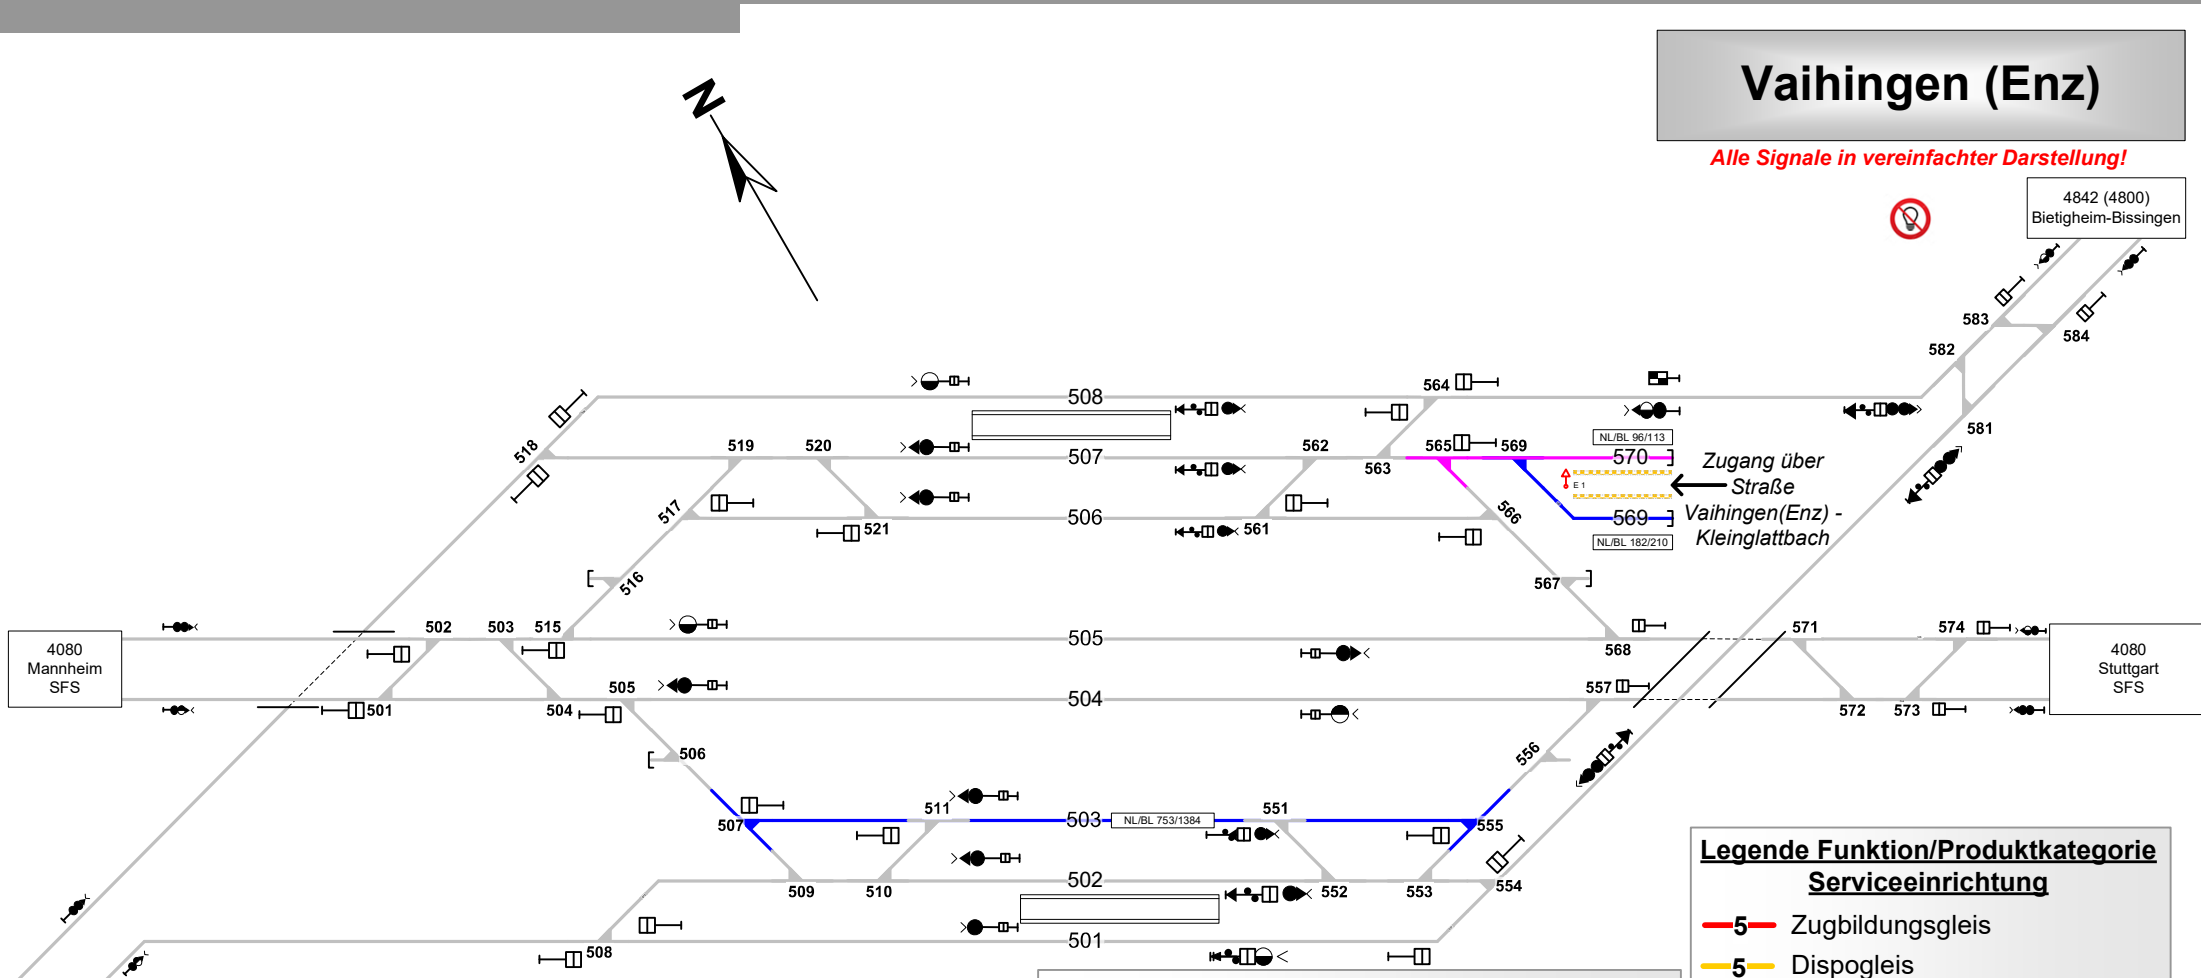 Vaihingen (Enz)
Alle Signale in vereinfachter Darstellung!
N
4842 (4800)
Bietigheim-Bissingen
583
584
582
581
564
508
518
519
520
507
562
563
565
569
NL/BL 96/113
570
E 1
Zugang über
Straße
Vaihingen(Enz) -
Kleinglattbach
569
NL/BL 182/210
517
521
506
561
566
516
567
4080
Mannheim
SFS
502
503
515
505
568
571
574
4080
Stuttgart
SFS
501
504
505
504
557
572
573
506
556
507
511
503
NL/BL 753/1384
551
555
509
510
502
552
553
554
508
501
Legende Funktion/Produktkategorie
Serviceeinrichtung
5 Zugbildungsgleis
5 Dispogleis